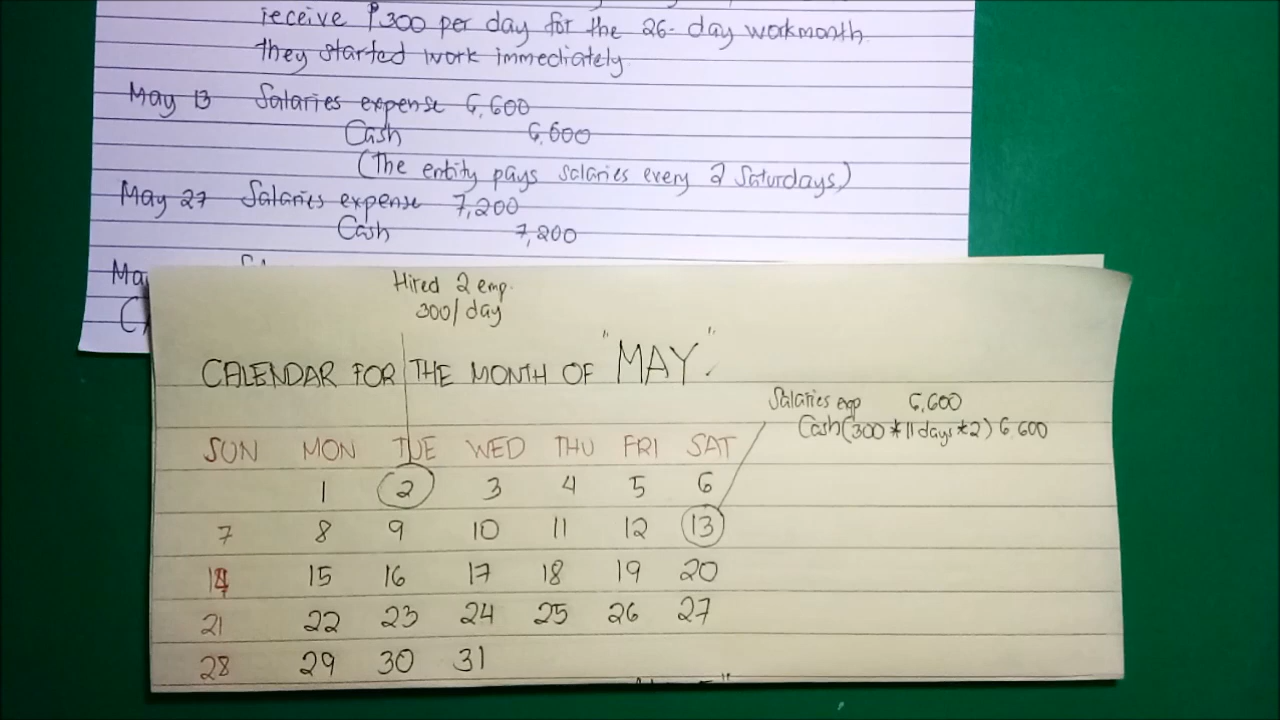 receive ₱300 per day for the 26- day workmonth.
they started work immediately.
May 13 Salaries expense 6,600
Cash 6,600
(The entity pays salaries every 2 Saturdays)
May 27 Salaries expense 7,200
Cash 7,200
Hired 2 emp.
300/day
CALENDAR FOR THE MONTH OF "MAY".
Salaries exp 6,600
Cash (300 * 11 days * 2) 6,600
SUN MON TUE WED THU FRI SAT
1 2 3 4 5 6
7 8 9 10 11 12 13
14 15 16 17 18 19 20
21 22 23 24 25 26 27
28 29 30 31